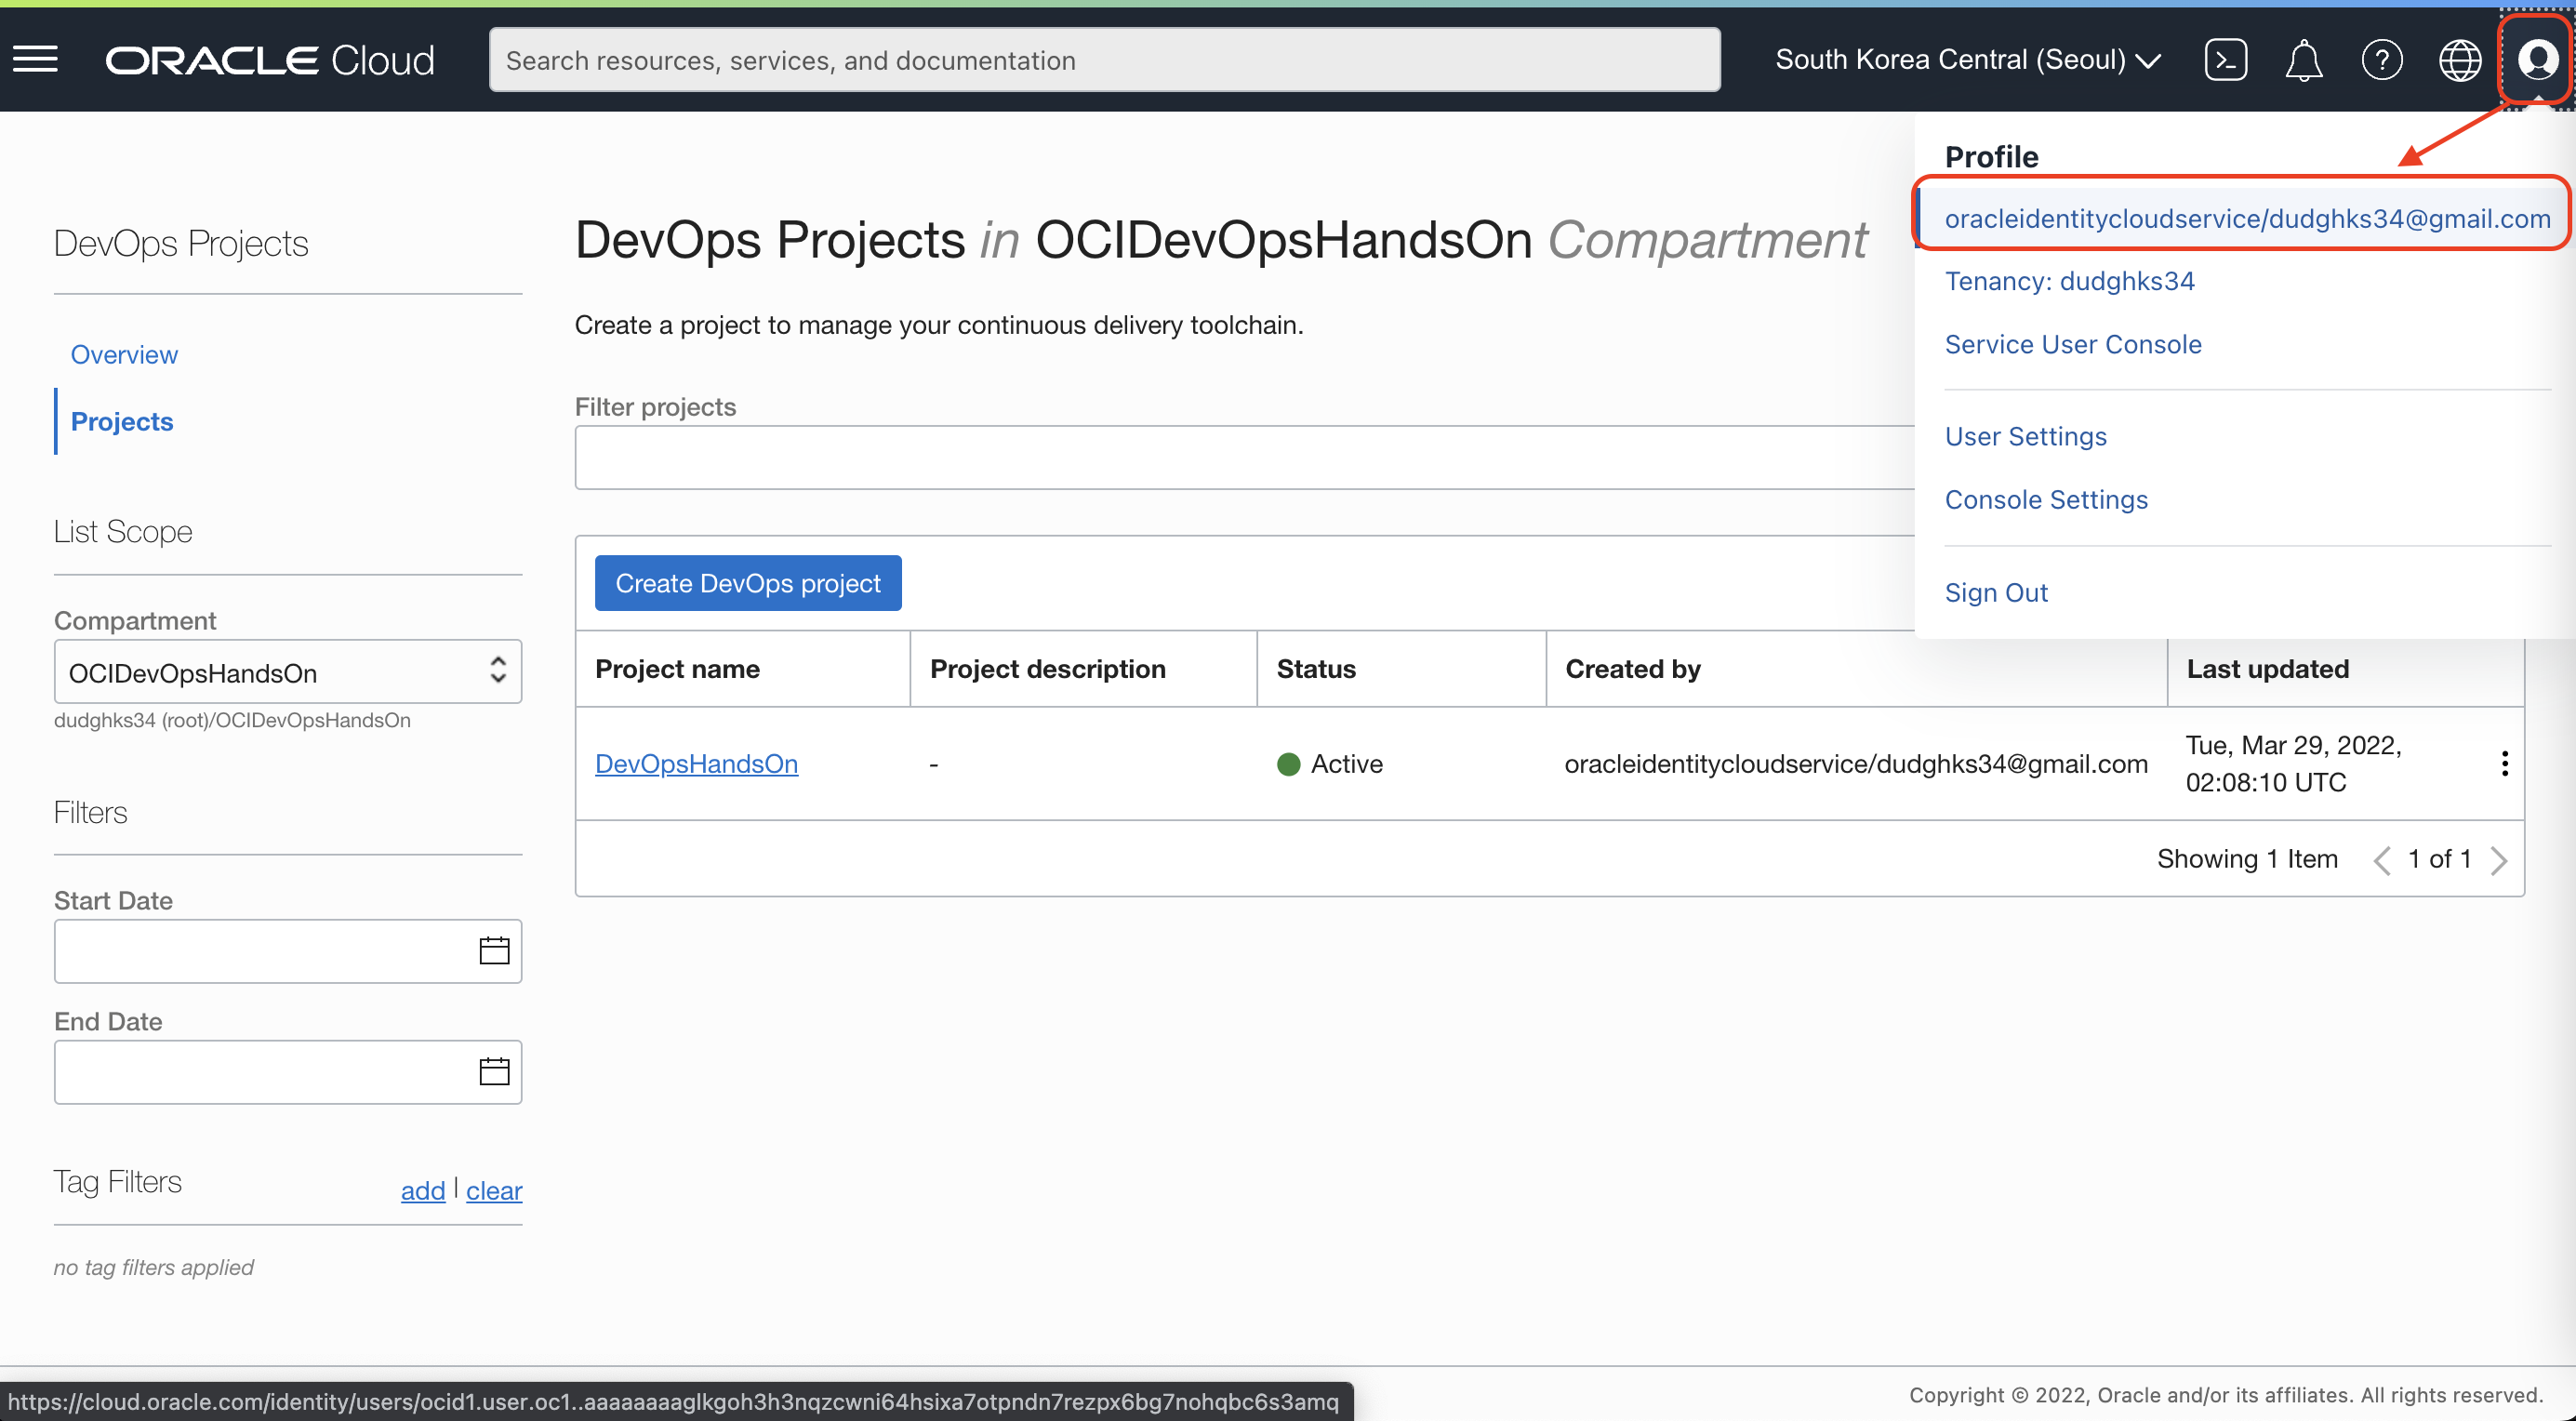 ORACLE Cloud
Search resources, services, and documentation
South Korea Central (Seoul)
Profile
oracleidentitycloudservice/dudghks34@gmail.com
Tenancy: dudghks34
Service User Console
User Settings
Console Settings
Sign Out
DevOps Projects
Overview
Projects
List Scope
Compartment
OCIDevOpsHandsOn
dudghks34 (root)/OCIDevOpsHandsOn
Filters
Start Date
End Date
Tag Filters
add | clear
no tag filters applied
DevOps Projects in OCIDevOpsHandsOn Compartment
Create a project to manage your continuous delivery toolchain.
Filter projects
Create DevOps project
Project name Project description Status Created by Last updated
DevOpsHandsOn - Active oracleidentitycloudservice/dudghks34@gmail.com Tue, Mar 29, 2022,
02:08:10 UTC
Showing 1 Item 1 of 1
https://cloud.oracle.com/identity/users/ocid1.user.oc1..aaaaaaaaglkgoh3h3nqzcwni64hsixa7otpndn7rezpx6bg7nohqbc6s3amq
Copyright © 2022, Oracle and/or its affiliates. All rights reserved.